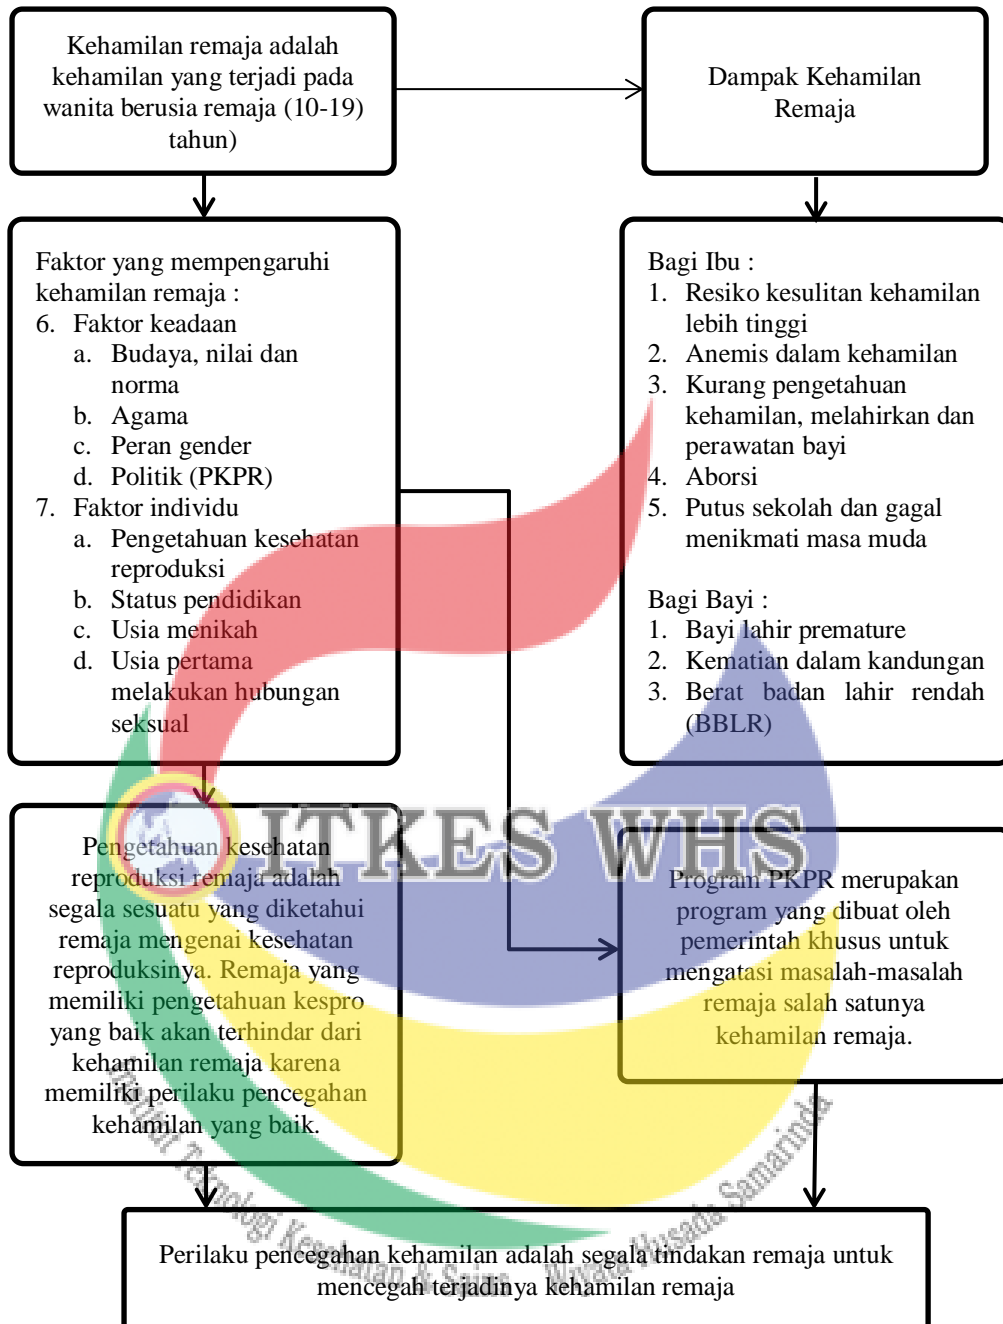 Kehamilan remaja adalah
kehamilan yang terjadi pada
wanita berusia remaja (10-19)
tahun)
Dampak Kehamilan
Remaja
Faktor yang mempengaruhi
kehamilan remaja :
6. Faktor keadaan
a. Budaya, nilai dan
norma
b. Agama
c. Peran gender
d. Politik (PKPR)
7. Faktor individu
a. Pengetahuan kesehatan
reproduksi
b. Status pendidikan
c. Usia menikah
d. Usia pertama
melakukan hubungan
seksual
Bagi Ibu :
1. Resiko kesulitan kehamilan
lebih tinggi
2. Anemis dalam kehamilan
3. Kurang pengetahuan
kehamilan, melahirkan dan
perawatan bayi
4. Aborsi
5. Putus sekolah dan gagal
menikmati masa muda
Bagi Bayi :
1. Bayi lahir premature
2. Kematian dalam kandungan
3. Berat badan lahir rendah
(BBLR)
ITKES WHS
Pengetahuan kesehatan
reproduksi remaja adalah
segala sesuatu yang diketahui
remaja mengenai kesehatan
reproduksinya. Remaja yang
memiliki pengetahuan kespro
yang baik akan terhindar dari
kehamilan remaja karena
memiliki perilaku pencegahan
kehamilan yang baik.
Program PKPR merupakan
program yang dibuat oleh
pemerintah khusus untuk
mengatasi masalah-masalah
remaja salah satunya
kehamilan remaja.
Institut Teknologi Kesehatan & Sains Wiyata Husada Samarinda
Perilaku pencegahan kehamilan adalah segala tindakan remaja untuk
mencegah terjadinya kehamilan remaja